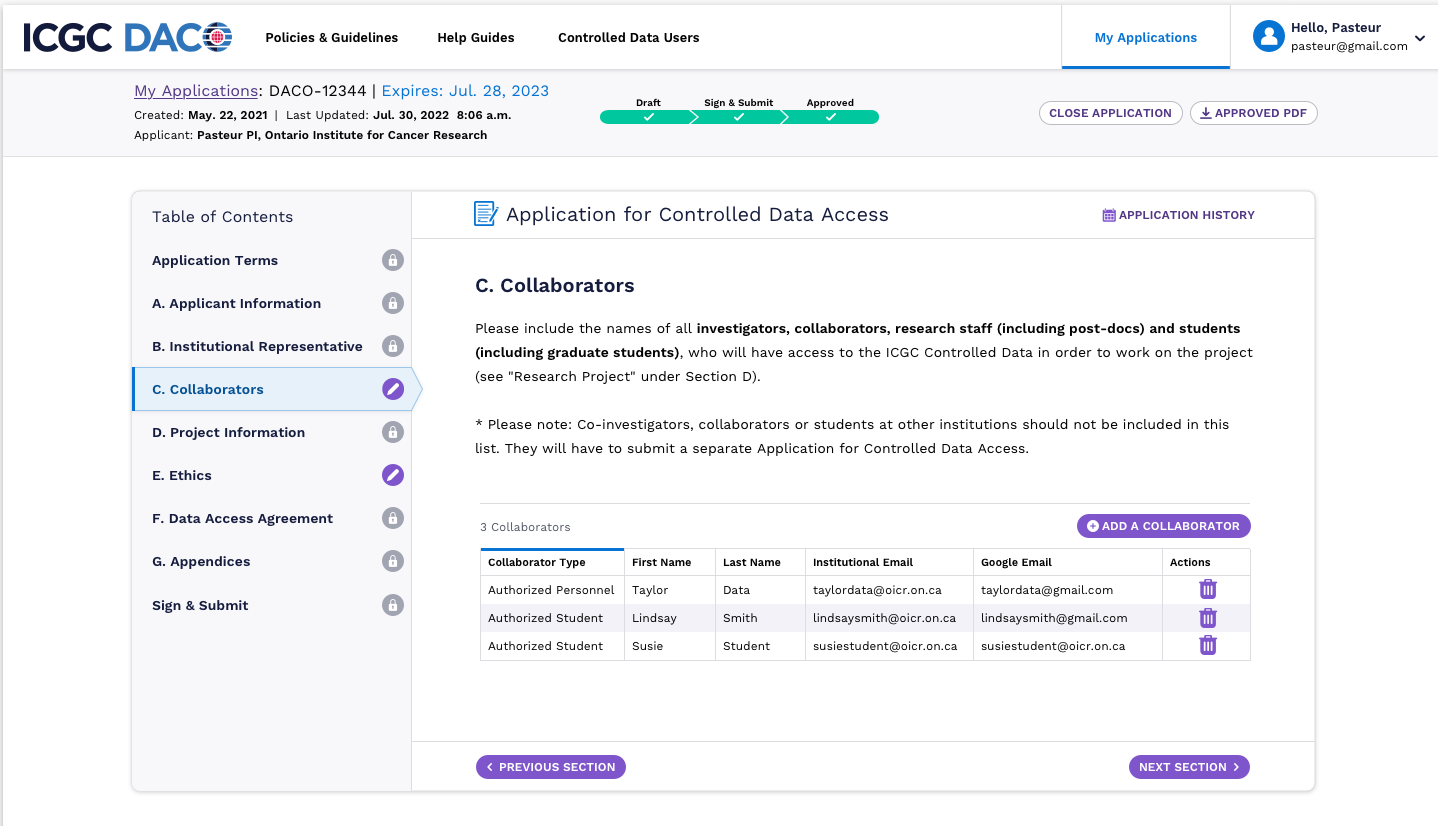 ICGC DACO
Policies & Guidelines
Help Guides
Controlled Data Users
My Applications
Hello, Pasteur
pasteur@gmail.com
My Applications: DACO-12344 | Expires: Jul. 28, 2023
Created: May. 22, 2021 | Last Updated: Jul. 30, 2022 8:06 a.m.
Applicant: Pasteur PI, Ontario Institute for Cancer Research
Draft
Sign & Submit
Approved
CLOSE APPLICATION
APPROVED PDF
Table of Contents
Application Terms
A. Applicant Information
B. Institutional Representative
C. Collaborators
D. Project Information
E. Ethics
F. Data Access Agreement
G. Appendices
Sign & Submit
Application for Controlled Data Access
APPLICATION HISTORY
C. Collaborators
Please include the names of all investigators, collaborators, research staff (including post-docs) and students
(including graduate students), who will have access to the ICGC Controlled Data in order to work on the project
(see "Research Project" under Section D).
* Please note: Co-investigators, collaborators or students at other institutions should not be included in this
list. They will have to submit a separate Application for Controlled Data Access.
3 Collaborators
ADD A COLLABORATOR
Collaborator Type First Name Last Name Institutional Email Google Email Actions
Authorized Personnel Taylor Data taylordata@oicr.on.ca taylordata@gmail.com
Authorized Student Lindsay Smith lindsaysmith@oicr.on.ca lindsaysmith@gmail.com
Authorized Student Susie Student susiestudent@oicr.on.ca susiestudent@oicr.on.ca
PREVIOUS SECTION
NEXT SECTION